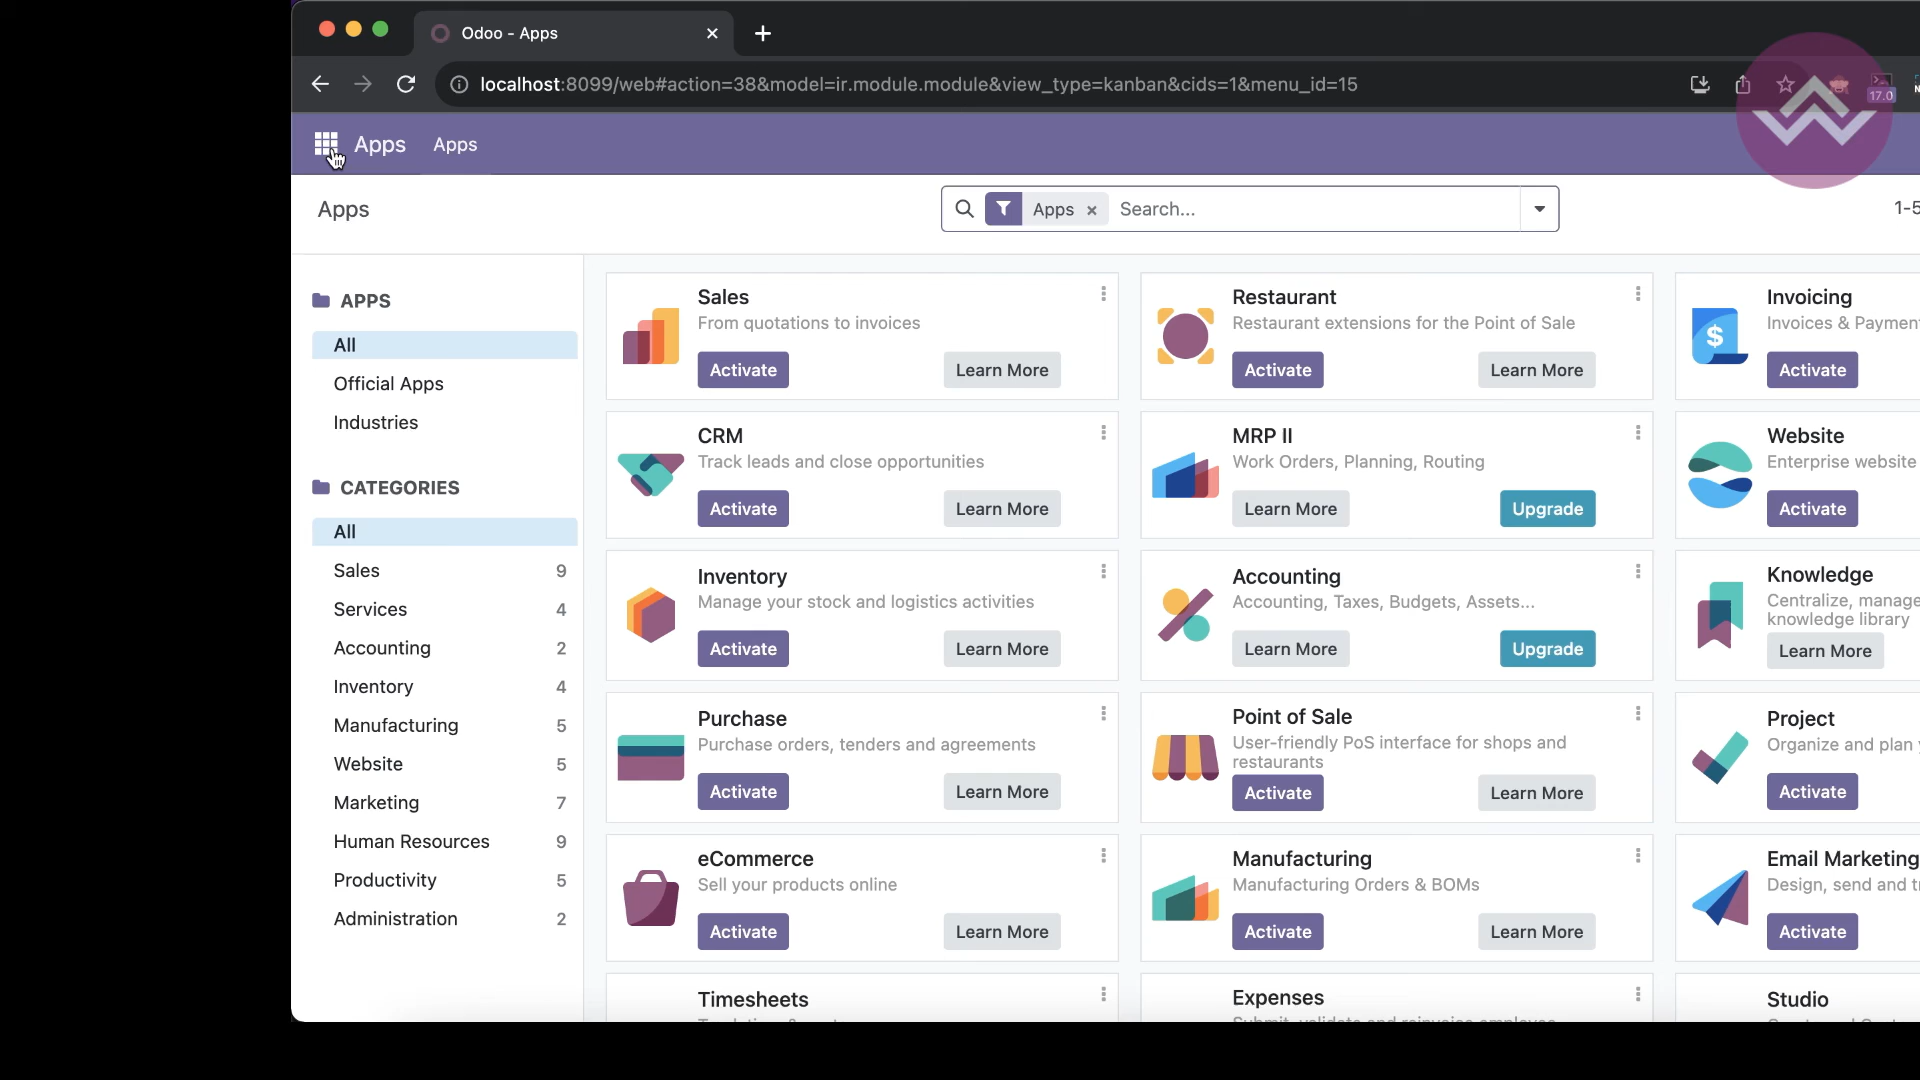 Odoo - Apps
localhost:8099/web#action=38&model=ir.module.module&view_type=kanban&cids=1&menu_id=15
17.0
Apps Apps
Apps
Apps × Search...
1-5
APPS
All
Official Apps
Industries
CATEGORIES
All
Sales 9
Services 4
Accounting 2
Inventory 4
Manufacturing 5
Website 5
Marketing 7
Human Resources 9
Productivity 5
Administration 2
Sales
From quotations to invoices
Activate Learn More
Restaurant
Restaurant extensions for the Point of Sale
Activate Learn More
Invoicing
Invoices & Paymen
Activate
CRM
Track leads and close opportunities
Activate Learn More
MRP II
Work Orders, Planning, Routing
Learn More Upgrade
Website
Enterprise website
Activate
Inventory
Manage your stock and logistics activities
Activate Learn More
Accounting
Accounting, Taxes, Budgets, Assets...
Learn More Upgrade
Knowledge
Centralize, manage
knowledge library
Learn More
Purchase
Purchase orders, tenders and agreements
Activate Learn More
Point of Sale
User-friendly PoS interface for shops and
restaurants
Activate Learn More
Project
Organize and plan
Activate
eCommerce
Sell your products online
Activate Learn More
Manufacturing
Manufacturing Orders & BOMs
Activate Learn More
Email Marketing
Design, send and t
Activate
Timesheets
Expenses
Studio